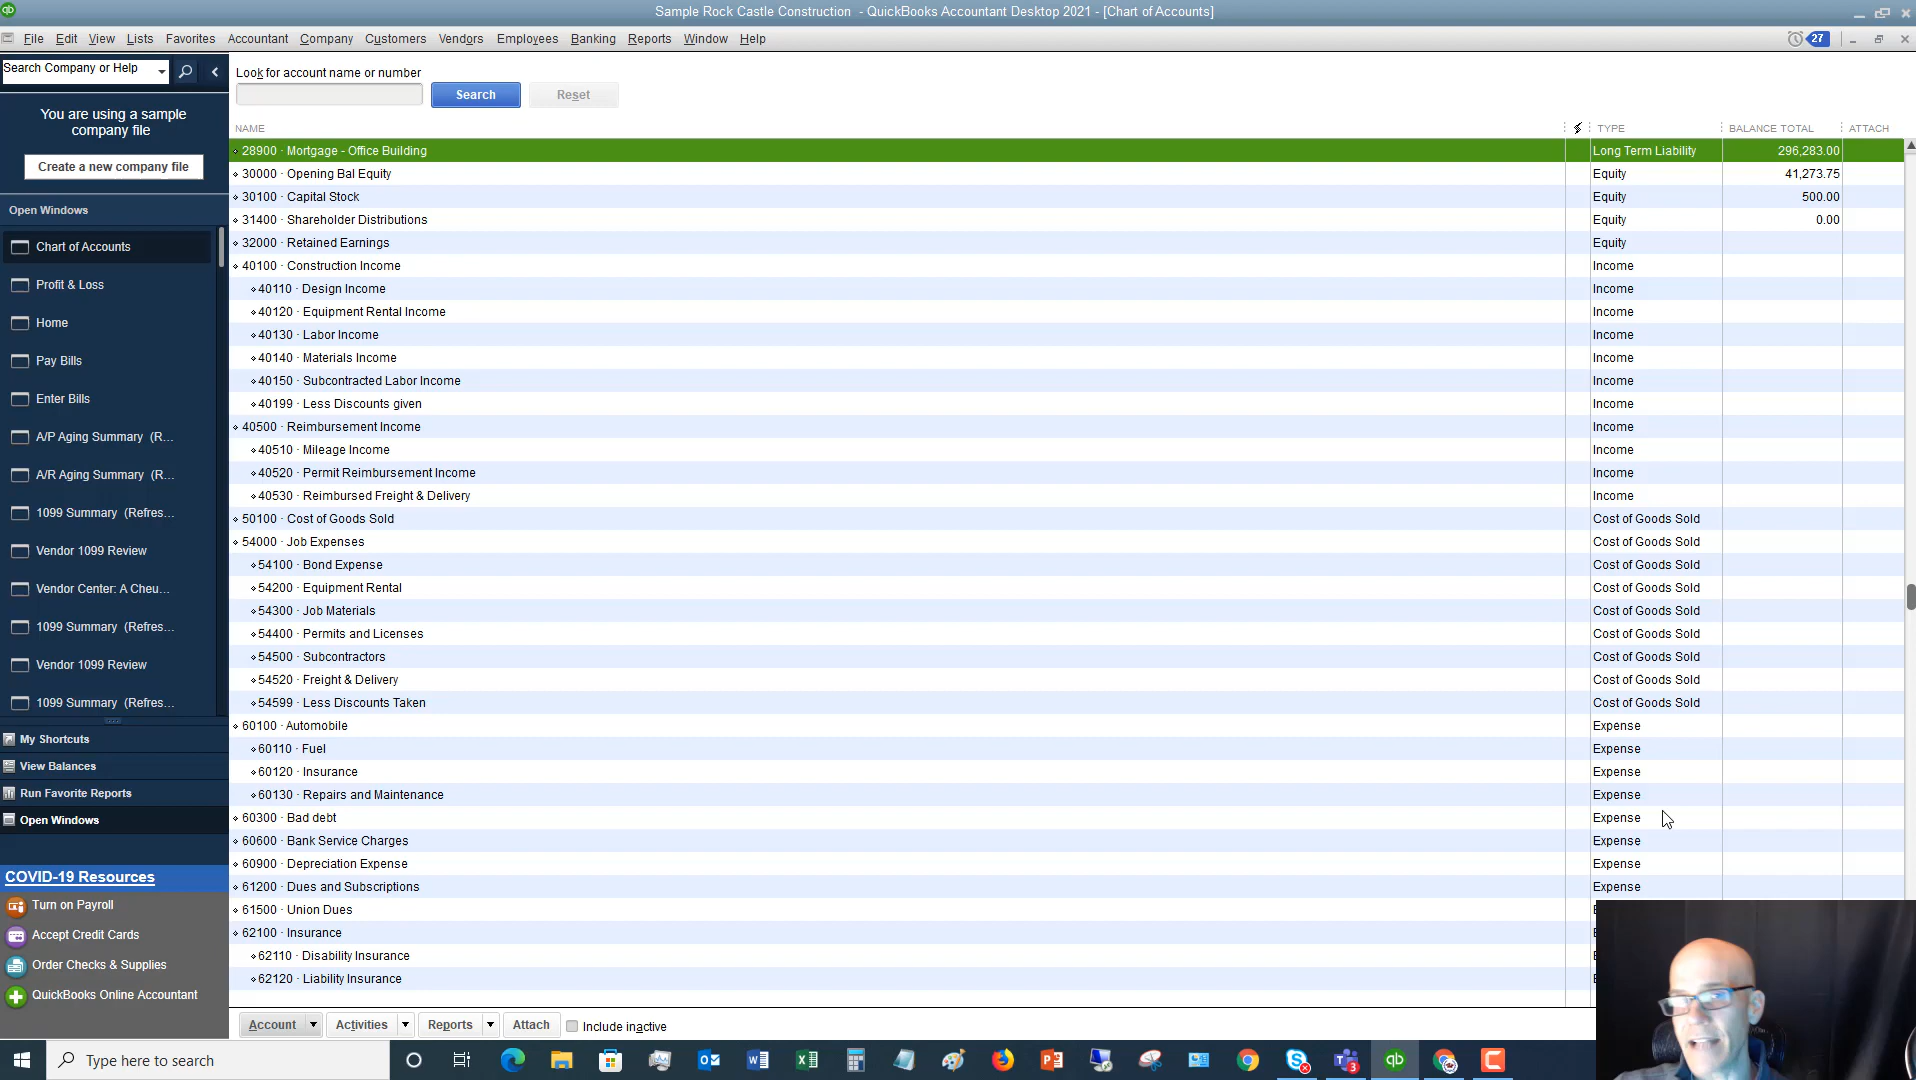 Sample Rock Castle Construction - QuickBooks Accountant Desktop 2021 - [Chart of Accounts]
File Edit View Lists Favorites Accountant Company Customers Vendors Employees Banking Reports Window Help
27
Search Company or Help
You are using a sample
company file
Create a new company file
Open Windows
Chart of Accounts
Profit & Loss
Home
Pay Bills
Enter Bills
A/P Aging Summary (R...
A/R Aging Summary (R...
1099 Summary (Refres...
Vendor 1099 Review
Vendor Center: A Cheu...
1099 Summary (Refres...
Vendor 1099 Review
1099 Summary (Refres...
My Shortcuts
View Balances
Run Favorite Reports
Open Windows
COVID-19 Resources
Turn on Payroll
Accept Credit Cards
Order Checks & Supplies
QuickBooks Online Accountant
Look for account name or number
Search Reset
NAME TYPE BALANCE TOTAL ATTACH
28900 · Mortgage - Office Building Long Term Liability 296,283.00
30000 · Opening Bal Equity Equity 41,273.75
30100 · Capital Stock Equity 500.00
31400 · Shareholder Distributions Equity 0.00
32000 · Retained Earnings Equity
40100 · Construction Income Income
40110 · Design Income Income
40120 · Equipment Rental Income Income
40130 · Labor Income Income
40140 · Materials Income Income
40150 · Subcontracted Labor Income Income
40199 · Less Discounts given Income
40500 · Reimbursement Income Income
40510 · Mileage Income Income
40520 · Permit Reimbursement Income Income
40530 · Reimbursed Freight & Delivery Income
50100 · Cost of Goods Sold Cost of Goods Sold
54000 · Job Expenses Cost of Goods Sold
54100 · Bond Expense Cost of Goods Sold
54200 · Equipment Rental Cost of Goods Sold
54300 · Job Materials Cost of Goods Sold
54400 · Permits and Licenses Cost of Goods Sold
54500 · Subcontractors Cost of Goods Sold
54520 · Freight & Delivery Cost of Goods Sold
54599 · Less Discounts Taken Cost of Goods Sold
60100 · Automobile Expense
60110 · Fuel Expense
60120 · Insurance Expense
60130 · Repairs and Maintenance Expense
60300 · Bad debt Expense
60600 · Bank Service Charges Expense
60900 · Depreciation Expense Expense
61200 · Dues and Subscriptions Expense
61500 · Union Dues
62100 · Insurance
62110 · Disability Insurance
62120 · Liability Insurance
Account Activities Reports Attach Include inactive
Type here to search